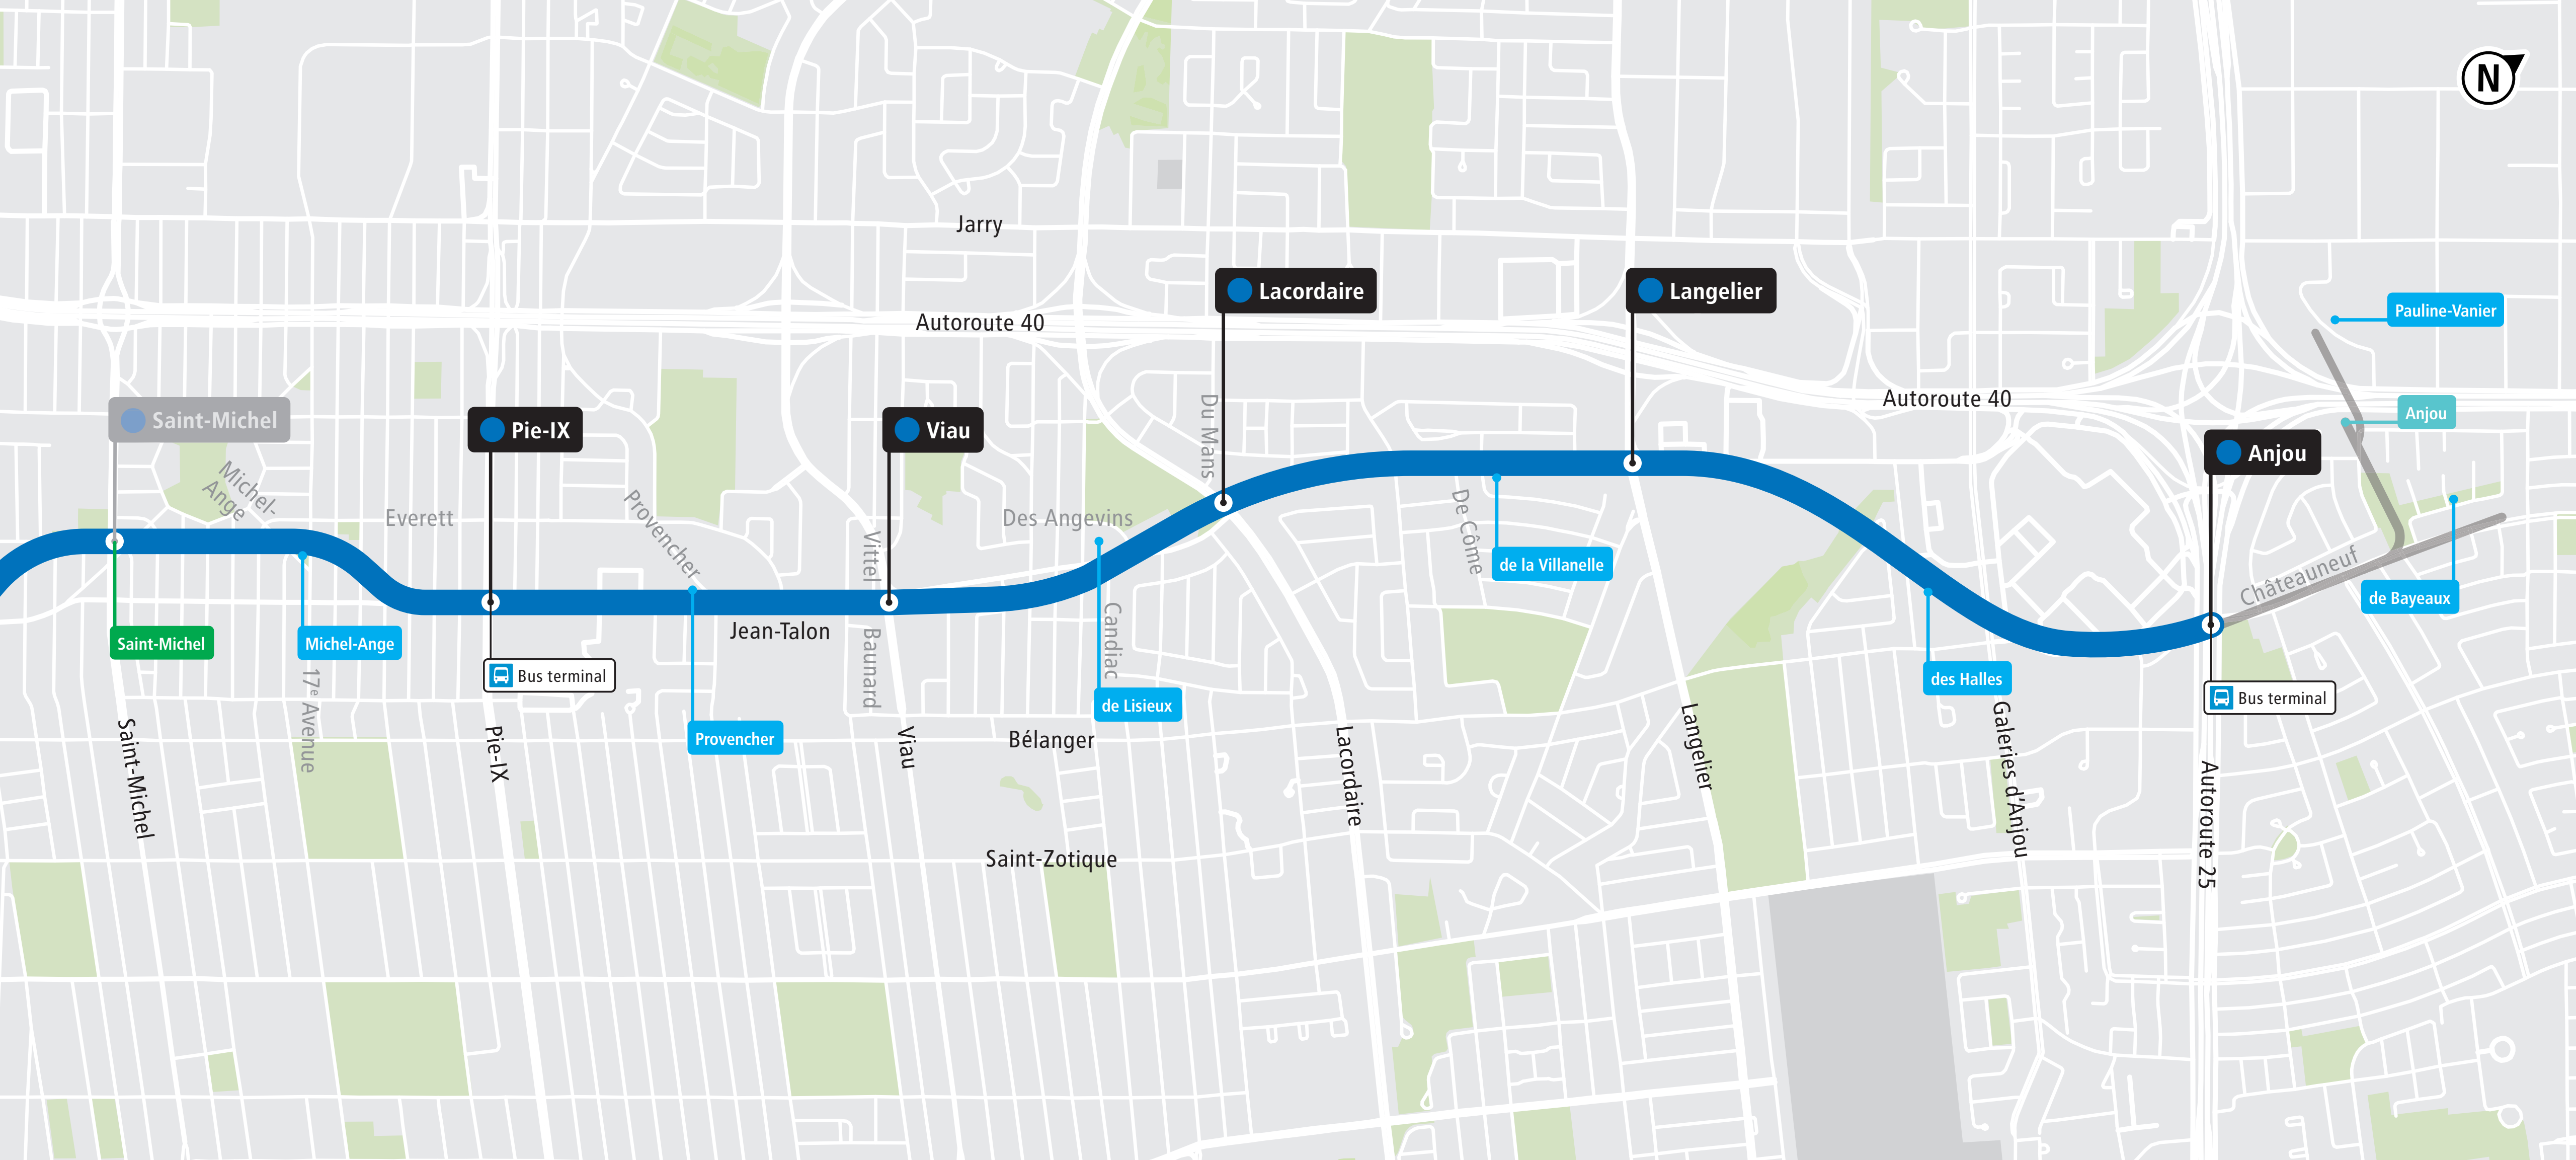 N
Jarry
Lacordaire
Langelier
Pauline-Vanier
Autoroute 40
Autoroute 40
Anjou
Saint-Michel
Pie-IX
Viau
Anjou
Du Mans
Michel-
Ange
Everett
Provencher
Vittel
Des Angevins
De Côme
de la Villanelle
Châteauneuf
de Bayeaux
Saint-Michel
Michel-Ange
Jean-Talon
Baunard
Candiac
Bus terminal
de Lisieux
des Halles
Bus terminal
17e Avenue
Provencher
Saint-Michel
Pie-IX
Viau
Bélanger
Lacordaire
Langelier
Galeries d'Anjou
Autoroute 25
Saint-Zotique